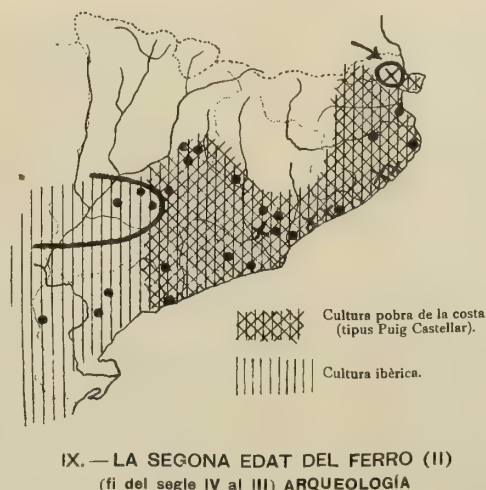 Cultura pobra de la costa
(tipus Puig Castellar).
Cultura ibèrica.
IX.—LA SEGONA EDAT DEL FERRO (II)
(fi del segle IV al III) ARQUEOLOGÍA